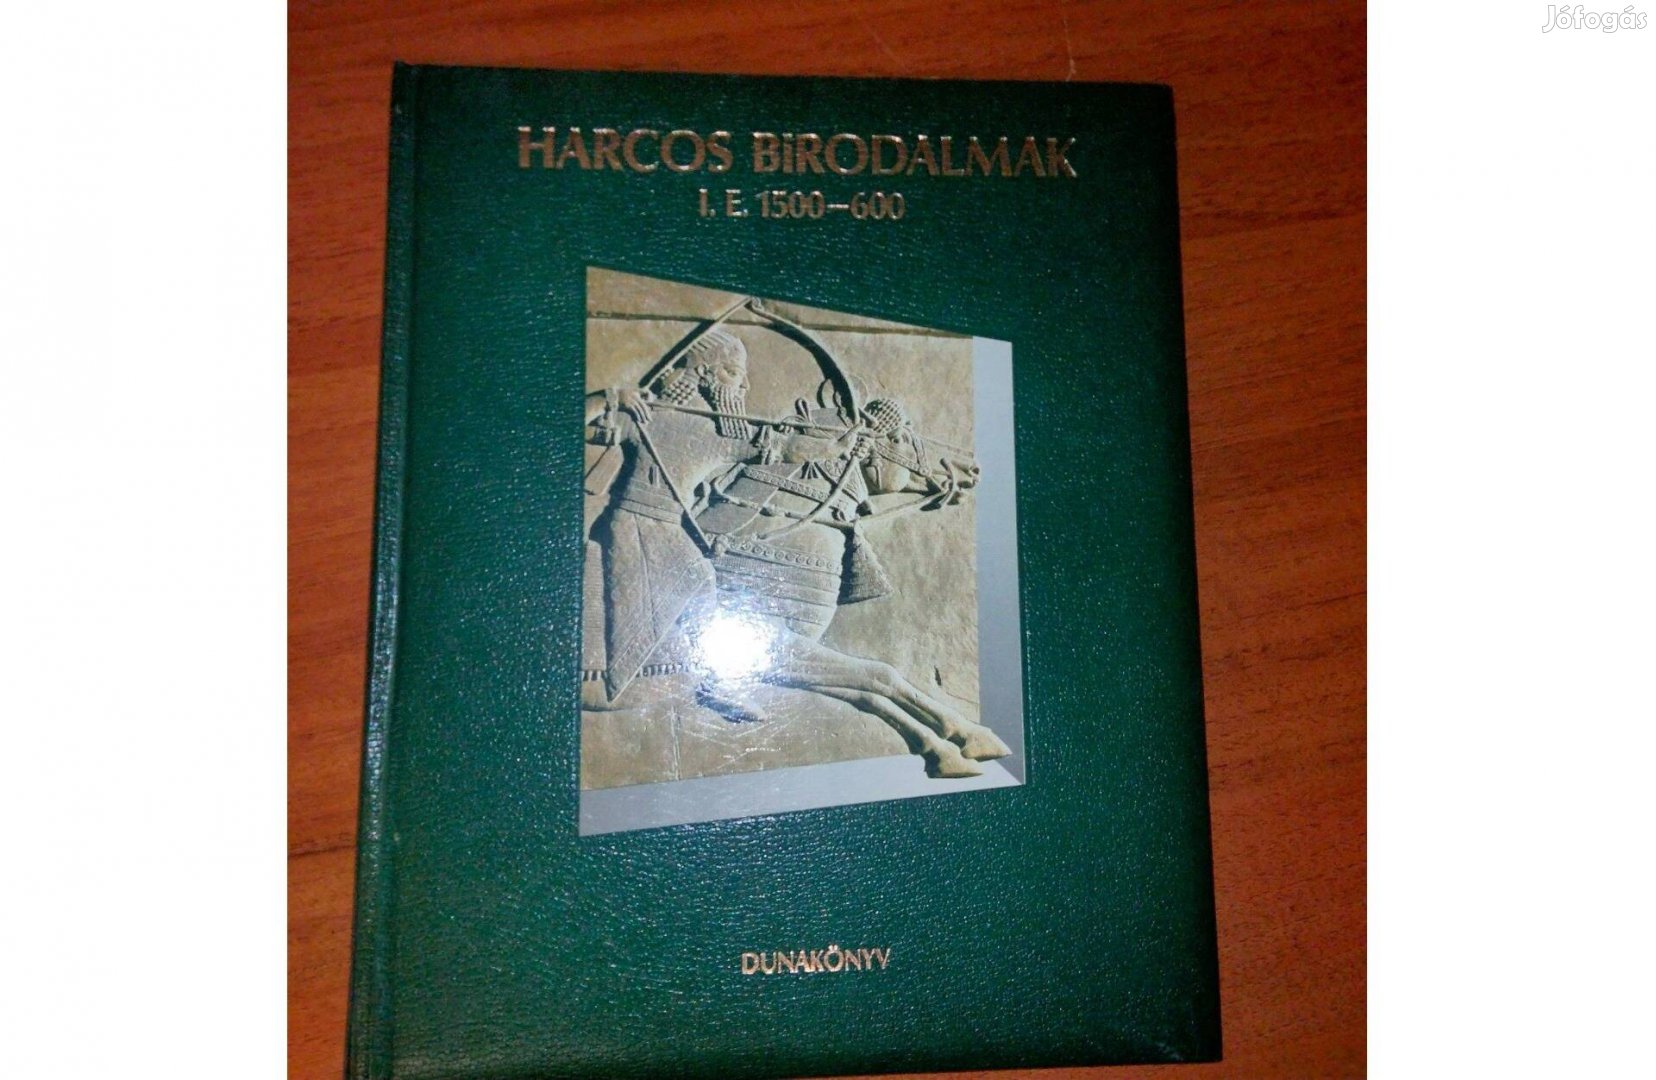 Jófogás
HARCOS BiRODALMAK
I. E. 1500–600
DUNAKÖNYV